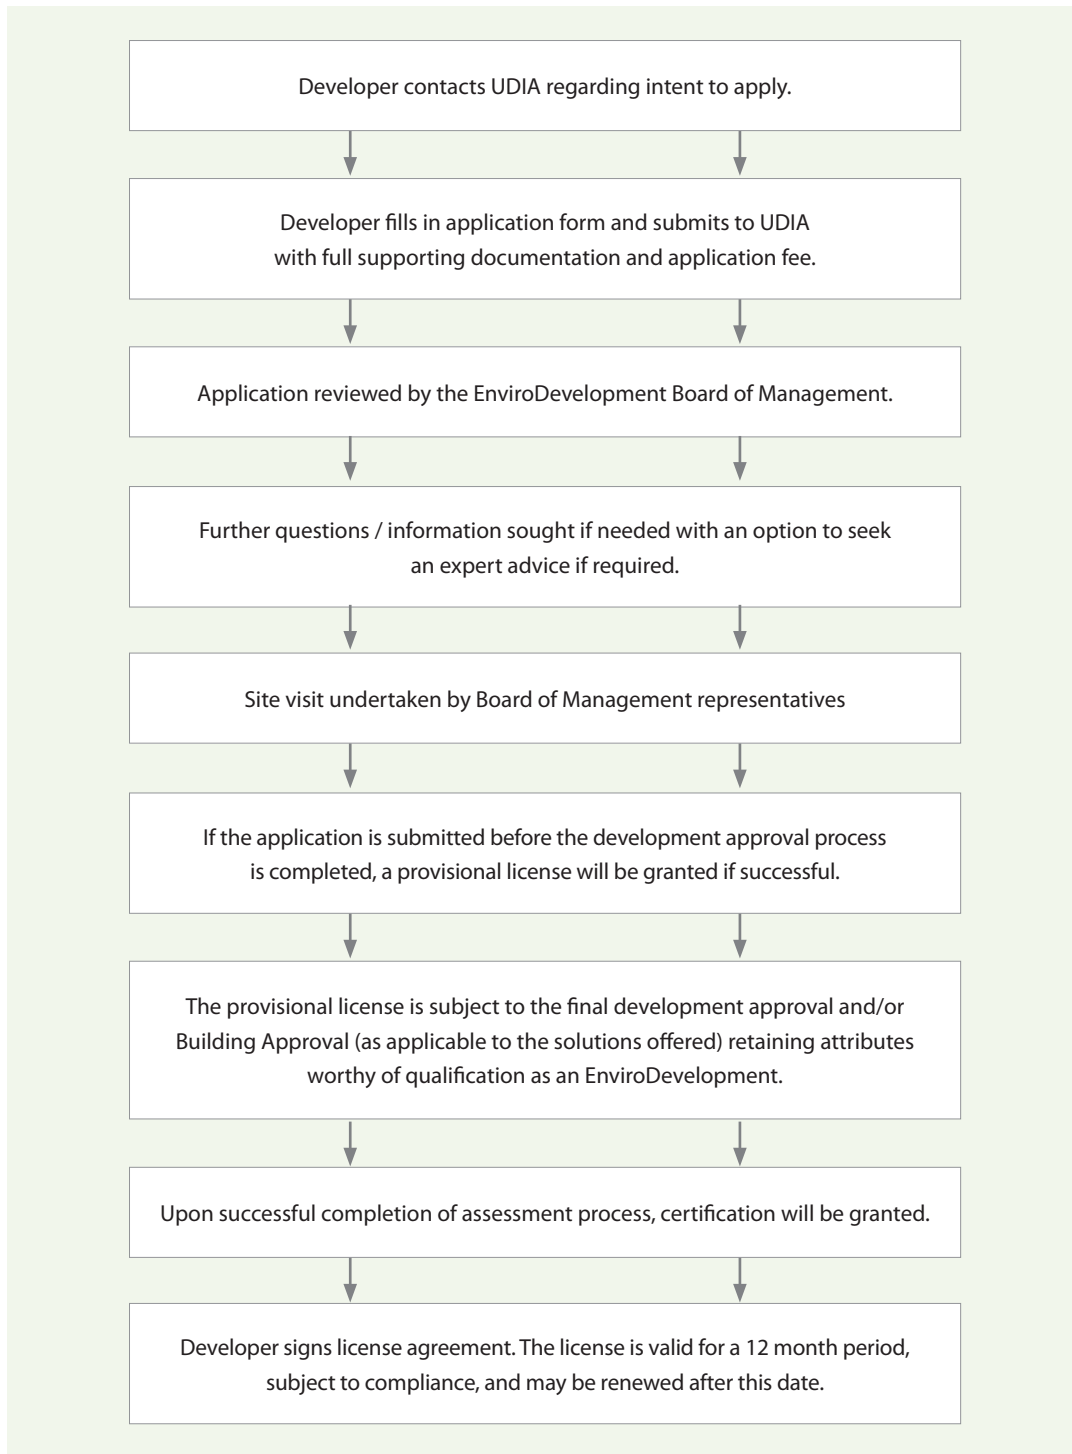 Developer contacts UDIA regarding intent to apply.
Developer fills in application form and submits to UDIA
with full supporting documentation and application fee.
Application reviewed by the EnviroDevelopment Board of Management.
Further questions / information sought if needed with an option to seek
an expert advice if required.
Site visit undertaken by Board of Management representatives
If the application is submitted before the development approval process
is completed, a provisional license will be granted if successful.
The provisional license is subject to the final development approval and/or
Building Approval (as applicable to the solutions offered) retaining attributes
worthy of qualification as an EnviroDevelopment.
Upon successful completion of assessment process, certification will be granted.
Developer signs license agreement. The license is valid for a 12 month period,
subject to compliance, and may be renewed after this date.